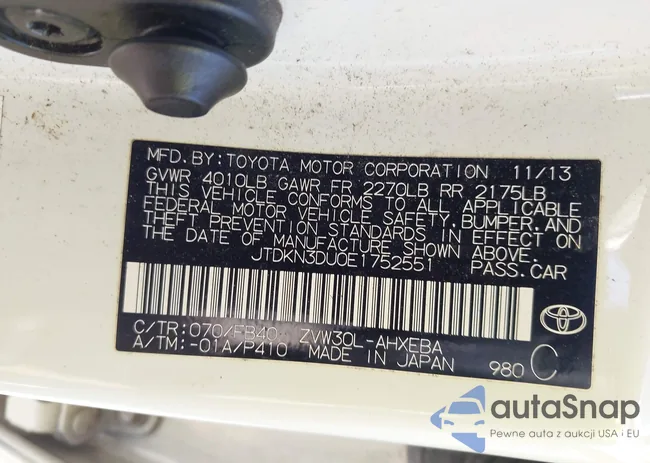 MFD. BY: TOYOTA MOTOR CORPORATION 11/13
GVWR 4010LB GAWR FR 2270LB RR 2175LB
THIS VEHICLE CONFORMS TO ALL APPLICABLE
FEDERAL MOTOR VEHICLE SAFETY, BUMPER, AND
THEFT PREVENTION STANDARDS IN EFFECT ON
THE DATE OF MANUFACTURE SHOWN ABOVE.
JTDKN3DU0E1752551 PASS. CAR
C/TR: 070/FB40 ZVW30L-AHXEBA
A/TM: -01A/P410 MADE IN JAPAN 980 C
autaSnap
Pewne auta z aukcji USA i EU